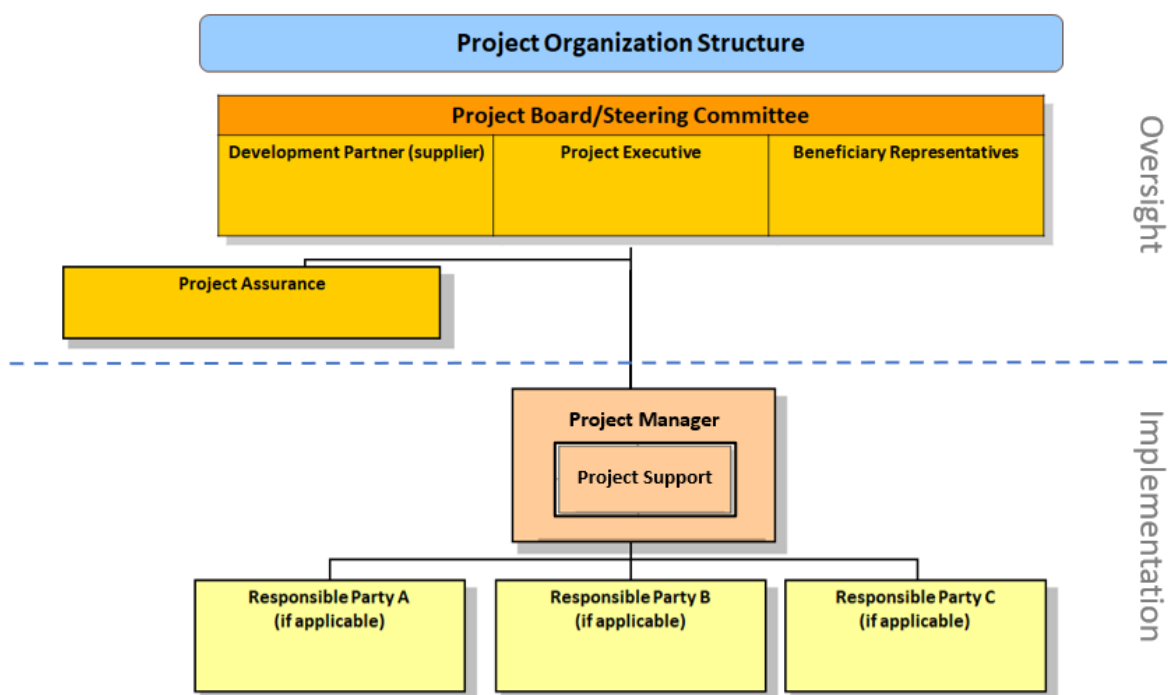 Project Organization Structure
Project Board/Steering Committee
Development Partner (supplier)
Project Executive
Beneficiary Representatives
Oversight
Project Assurance
Project Manager
Project Support
Implementation
Responsible Party A
(if applicable)
Responsible Party B
(if applicable)
Responsible Party C
(if applicable)